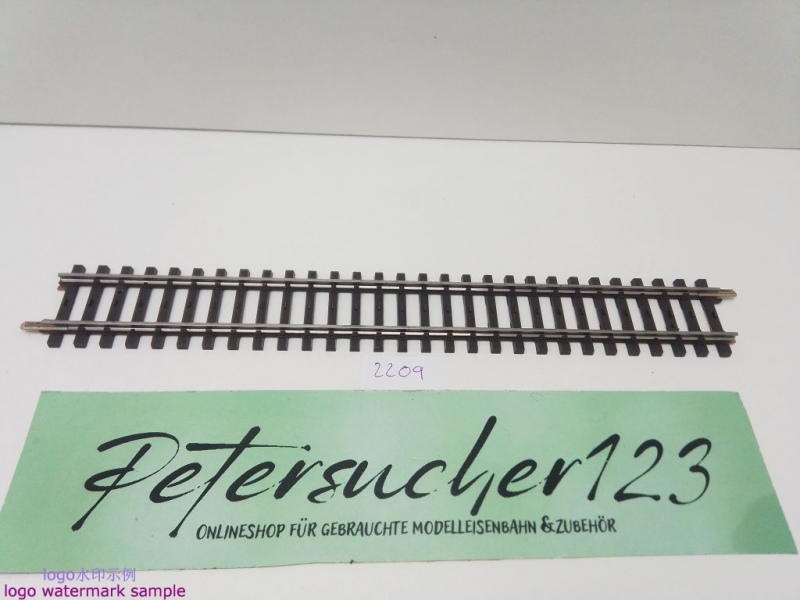 2209
Petersucher123
ONLINESHOP FÜR GEBRAUCHTE MODELLEISENBAHN & ZUBEHÖR
logo水印示例
logo watermark sample